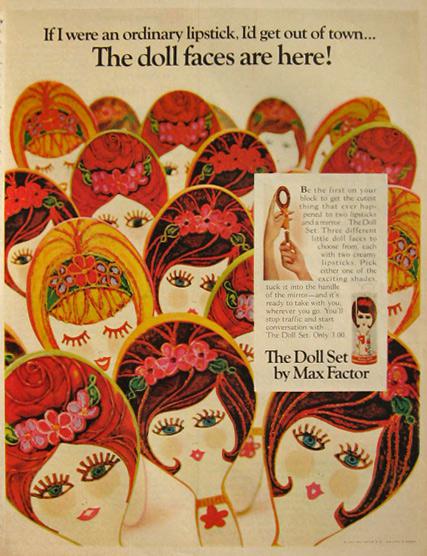 If I were an ordinary lipstick, I'd get out of town...
The doll faces are here!
Be the first on your
block to get the cutest
thing that ever hap-
pened to two lipsticks
and a mirror. The Doll
Set. Three different
little doll faces to
choose from, each
with two creamy
lipsticks. Pick
either one of the
exciting shades,
tuck it into the handle
of the mirror—and it's
ready to take with you,
wherever you go. You'll
stop traffic and start
conversation with...
The Doll Set. Only 3.00.
The Doll Set
by Max Factor